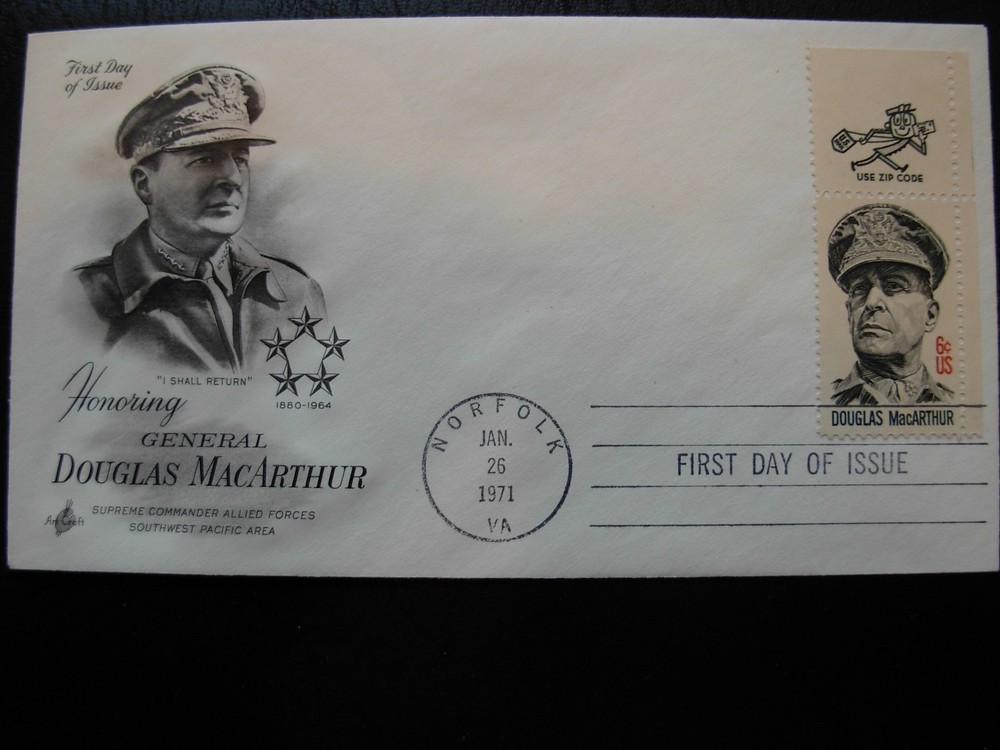 First Day
of Issue
"I SHALL RETURN"
1880-1964
Honoring
GENERAL
DOUGLAS MACARTHUR
SUPREME COMMANDER ALLIED FORCES
SOUTHWEST PACIFIC AREA
Art Craft
NORFOLK
JAN.
26
1971
VA
USE ZIP CODE
6¢
US
DOUGLAS MacARTHUR
FIRST DAY OF ISSUE